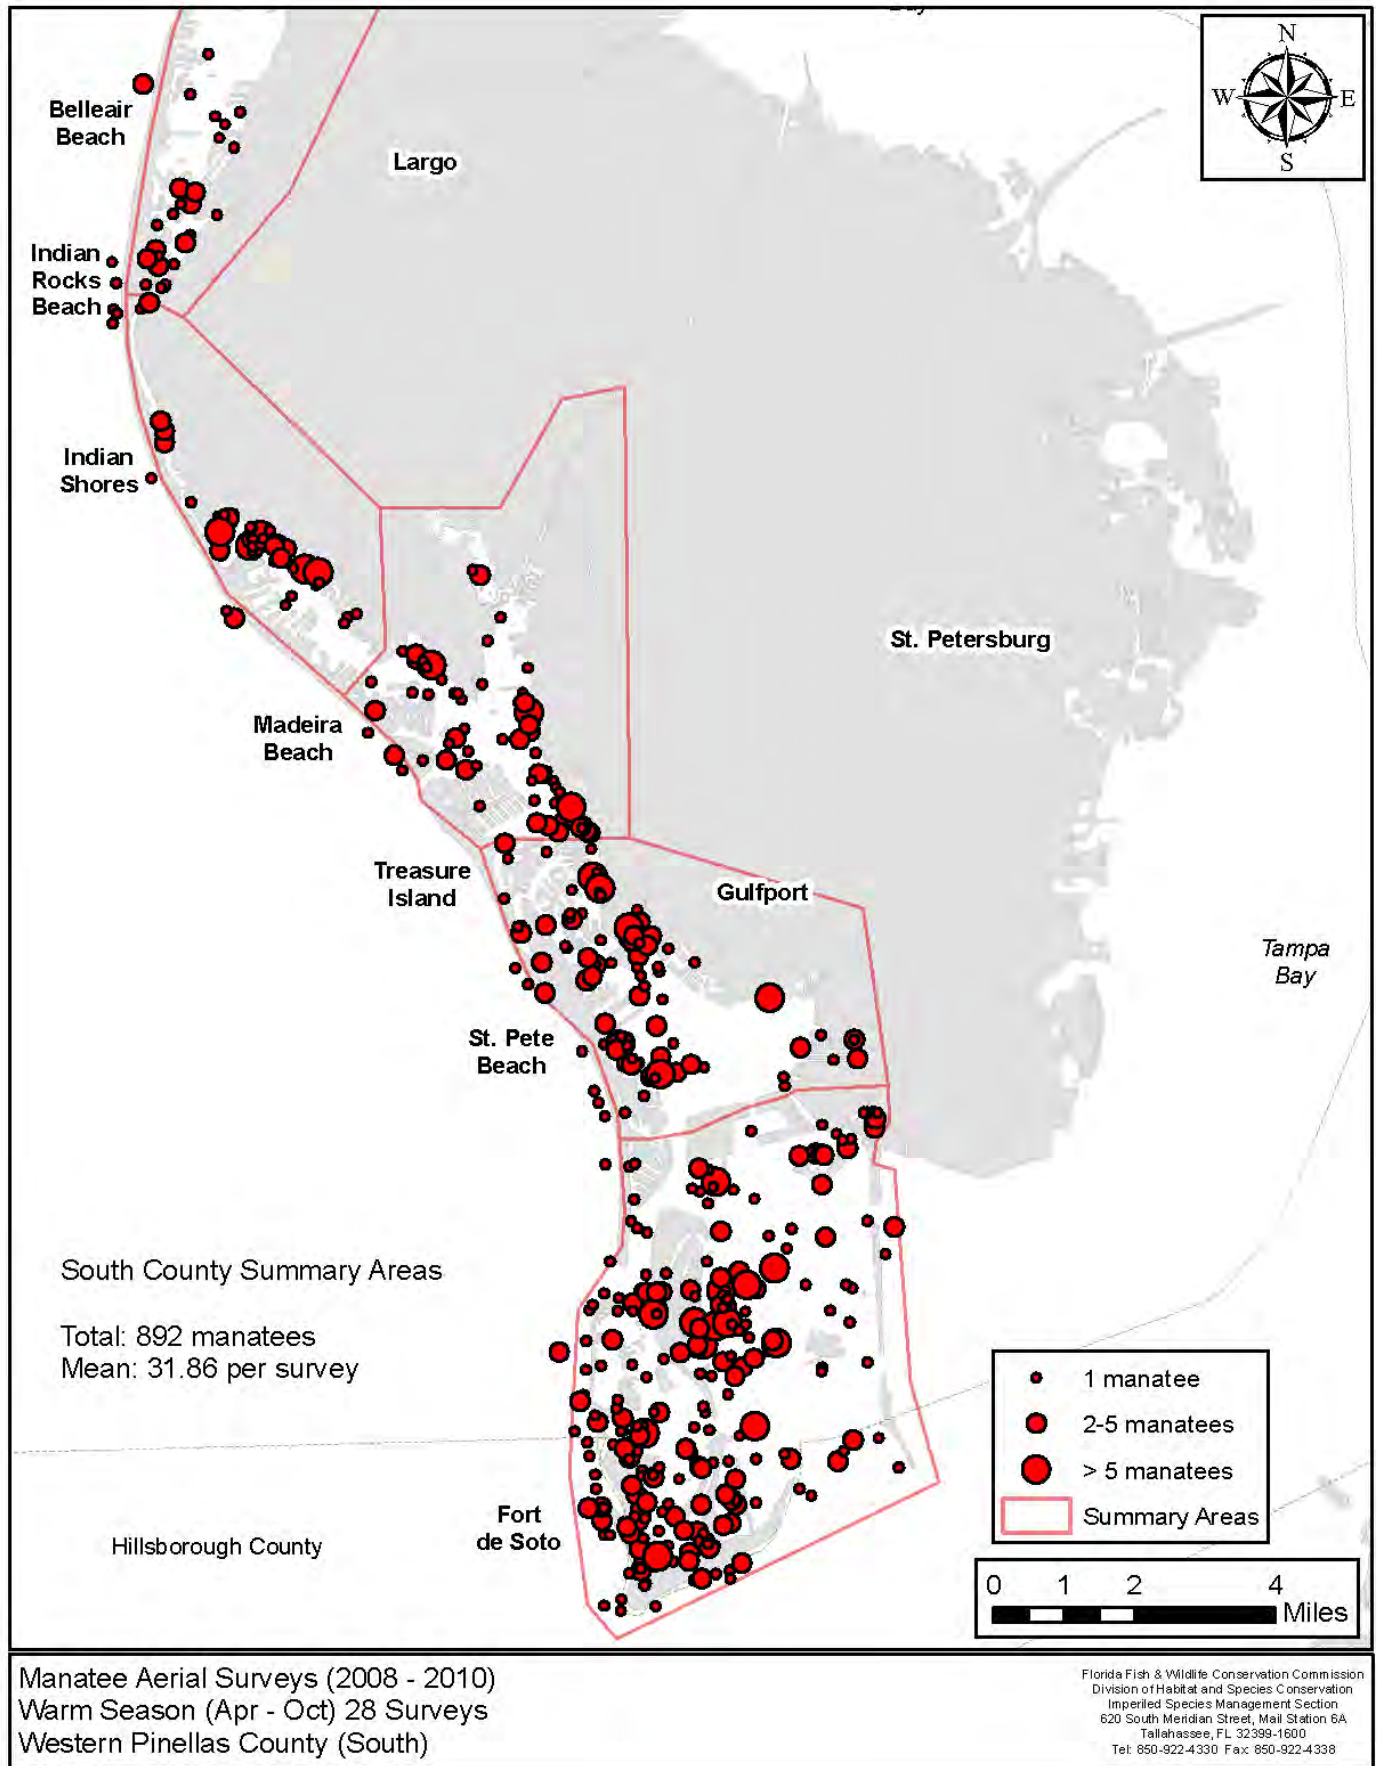 Bay
N
W E
S
Belleair
Beach
Largo
Indian
Rocks
Beach
Indian
Shores
St. Petersburg
Madeira
Beach
Treasure
Island
Gulfport
Tampa
Bay
St. Pete
Beach
South County Summary Areas
Total: 892 manatees
Mean: 31.86 per survey
1 manatee
2-5 manatees
> 5 manatees
Summary Areas
Fort
de Soto
Hillsborough County
0 1 2 4
Miles
Manatee Aerial Surveys (2008 - 2010)
Warm Season (Apr - Oct) 28 Surveys
Western Pinellas County (South)
Florida Fish & Wildlife Conservation Commission
Division of Habitat and Species Conservation
Imperiled Species Management Section
620 South Meridian Street, Mail Station 6A
Tallahassee, FL 32399-1600
Tel: 850-922-4330 Fax: 850-922-4338